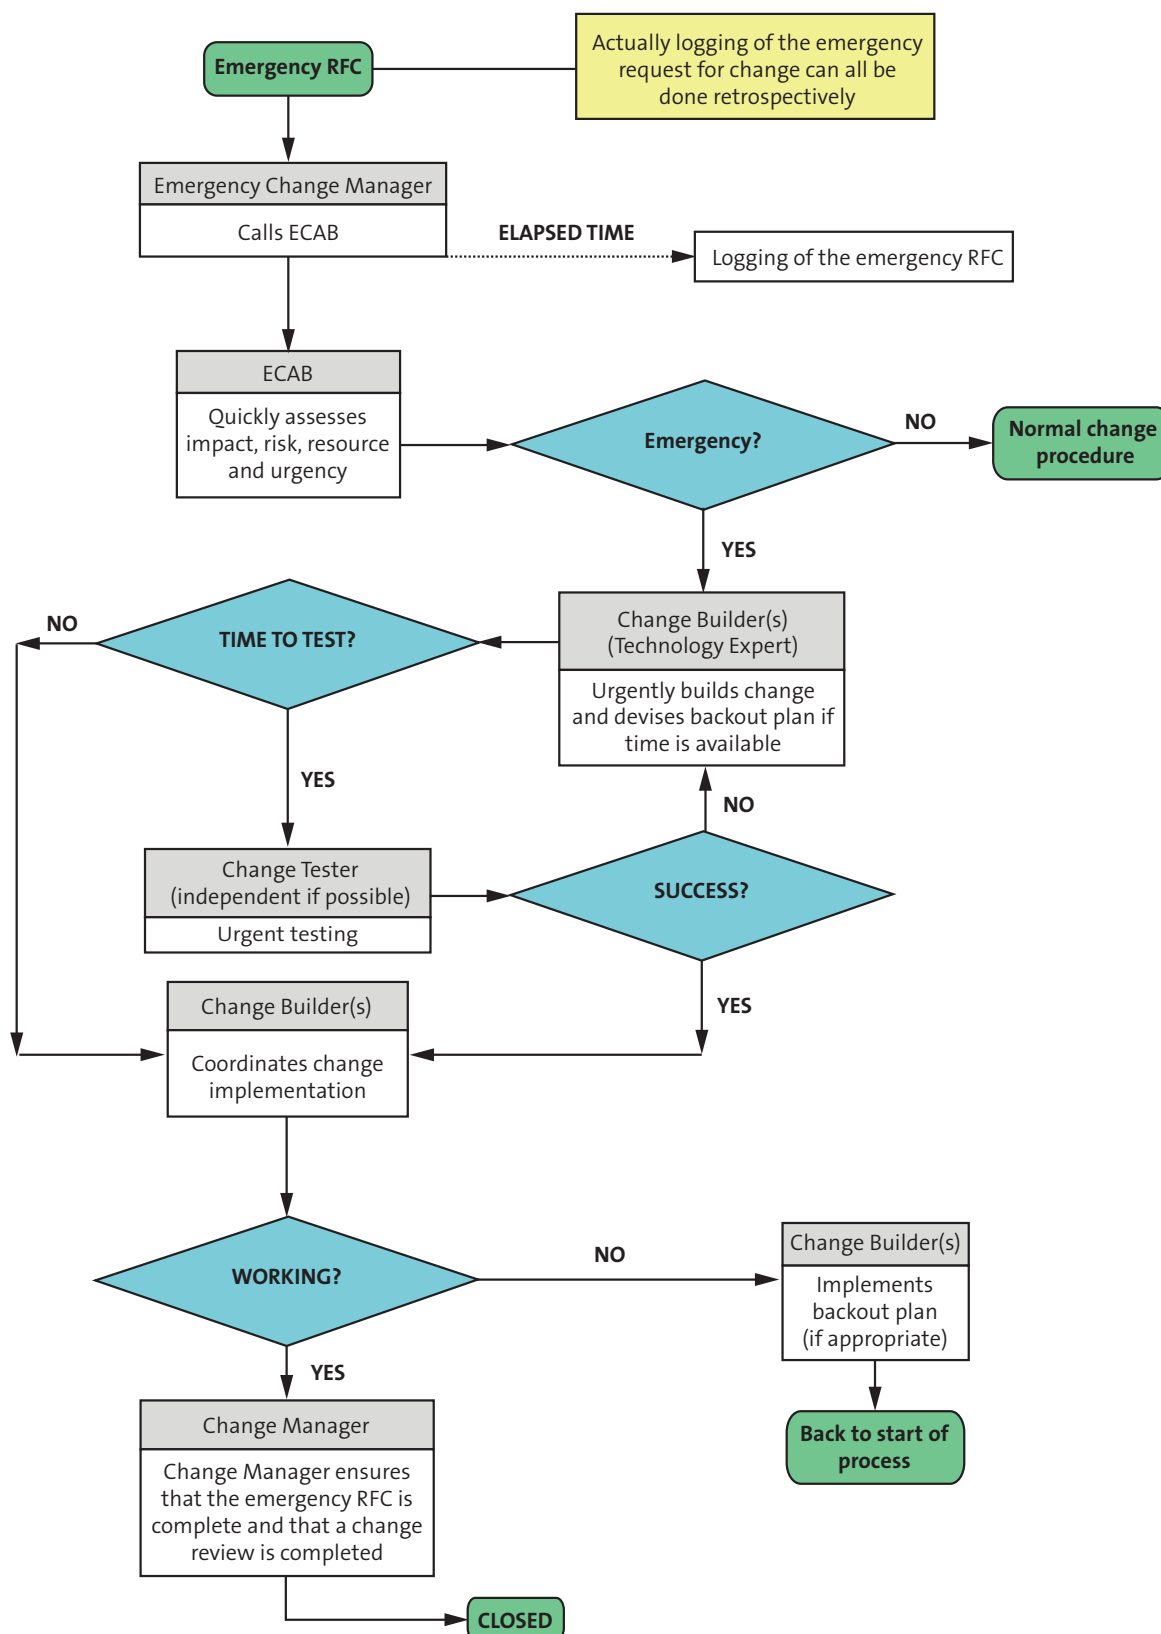 Emergency RFC
Actually logging of the emergency
request for change can all be
done retrospectively
Emergency Change Manager
Calls ECAB
ELAPSED TIME
Logging of the emergency RFC
ECAB
Quickly assesses
impact, risk, resource
and urgency
Emergency?
NO
Normal change
procedure
YES
Change Builder(s)
(Technology Expert)
Urgently builds change
and devises backout plan if
time is available
TIME TO TEST?
NO
YES
NO
Change Tester
(independent if possible)
Urgent testing
SUCCESS?
YES
Change Builder(s)
Coordinates change
implementation
WORKING?
NO
Change Builder(s)
Implements
backout plan
(if appropriate)
Back to start of
process
YES
Change Manager
Change Manager ensures
that the emergency RFC is
complete and that a change
review is completed
CLOSED